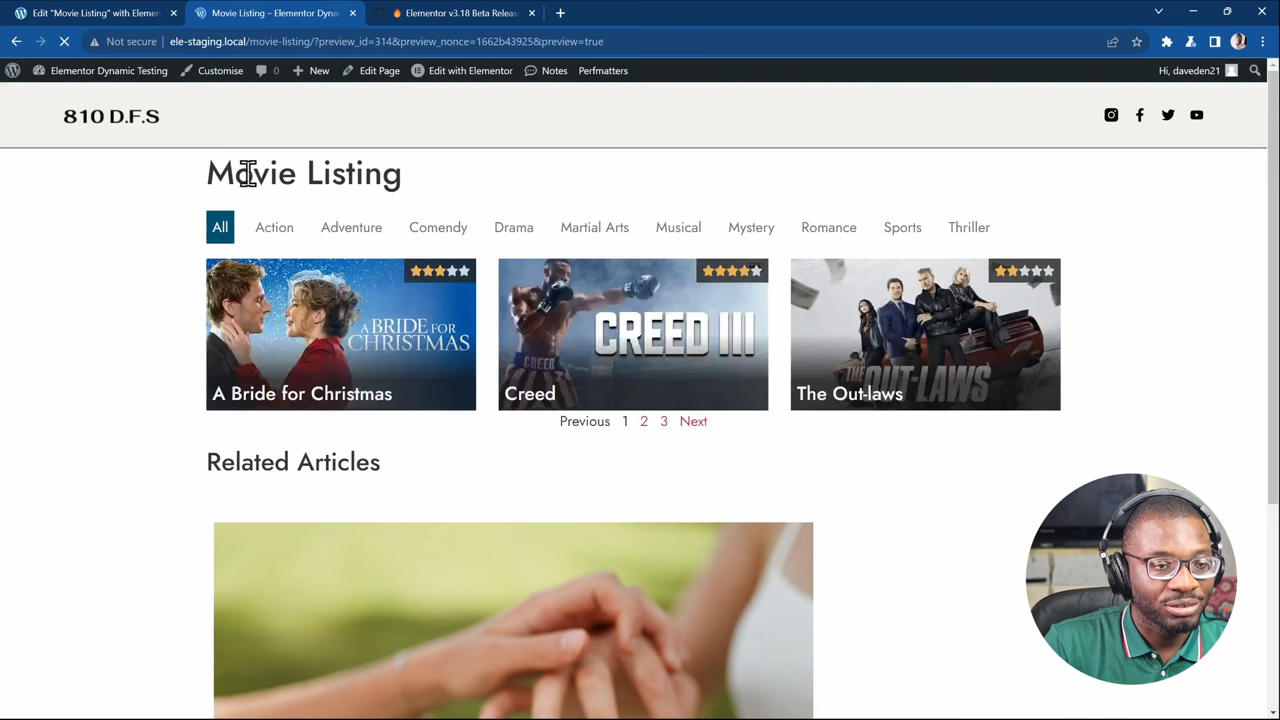 Edit "Movie Listing" with Elemen
Movie Listing – Elementor Dyna
Elementor v3.18 Beta Releas
Not secure
ele-staging.local/movie-listing/?preview_id=314&preview_nonce=1662b43925&preview=true
Elementor Dynamic Testing
Customise
0
New
Edit Page
Edit with Elementor
Notes
Perfmatters
Hi, daveden21
810 D.F.S
Movie Listing
All Action Adventure Comendy Drama Martial Arts Musical Mystery Romance Sports Thriller
A BRIDE FOR
CHRISTMAS
A Bride for Christmas
CREED III
CREED
Creed
THE OUT-LAWS
The Out-laws
Previous 1 2 3 Next
Related Articles